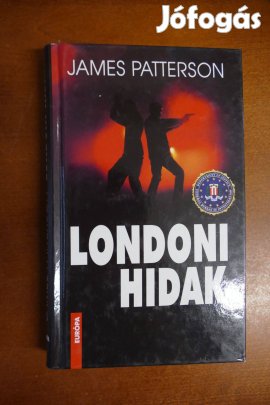 Jófogás
JAMES PATTERSON
LONDONI
HIDAK
EURÓPA